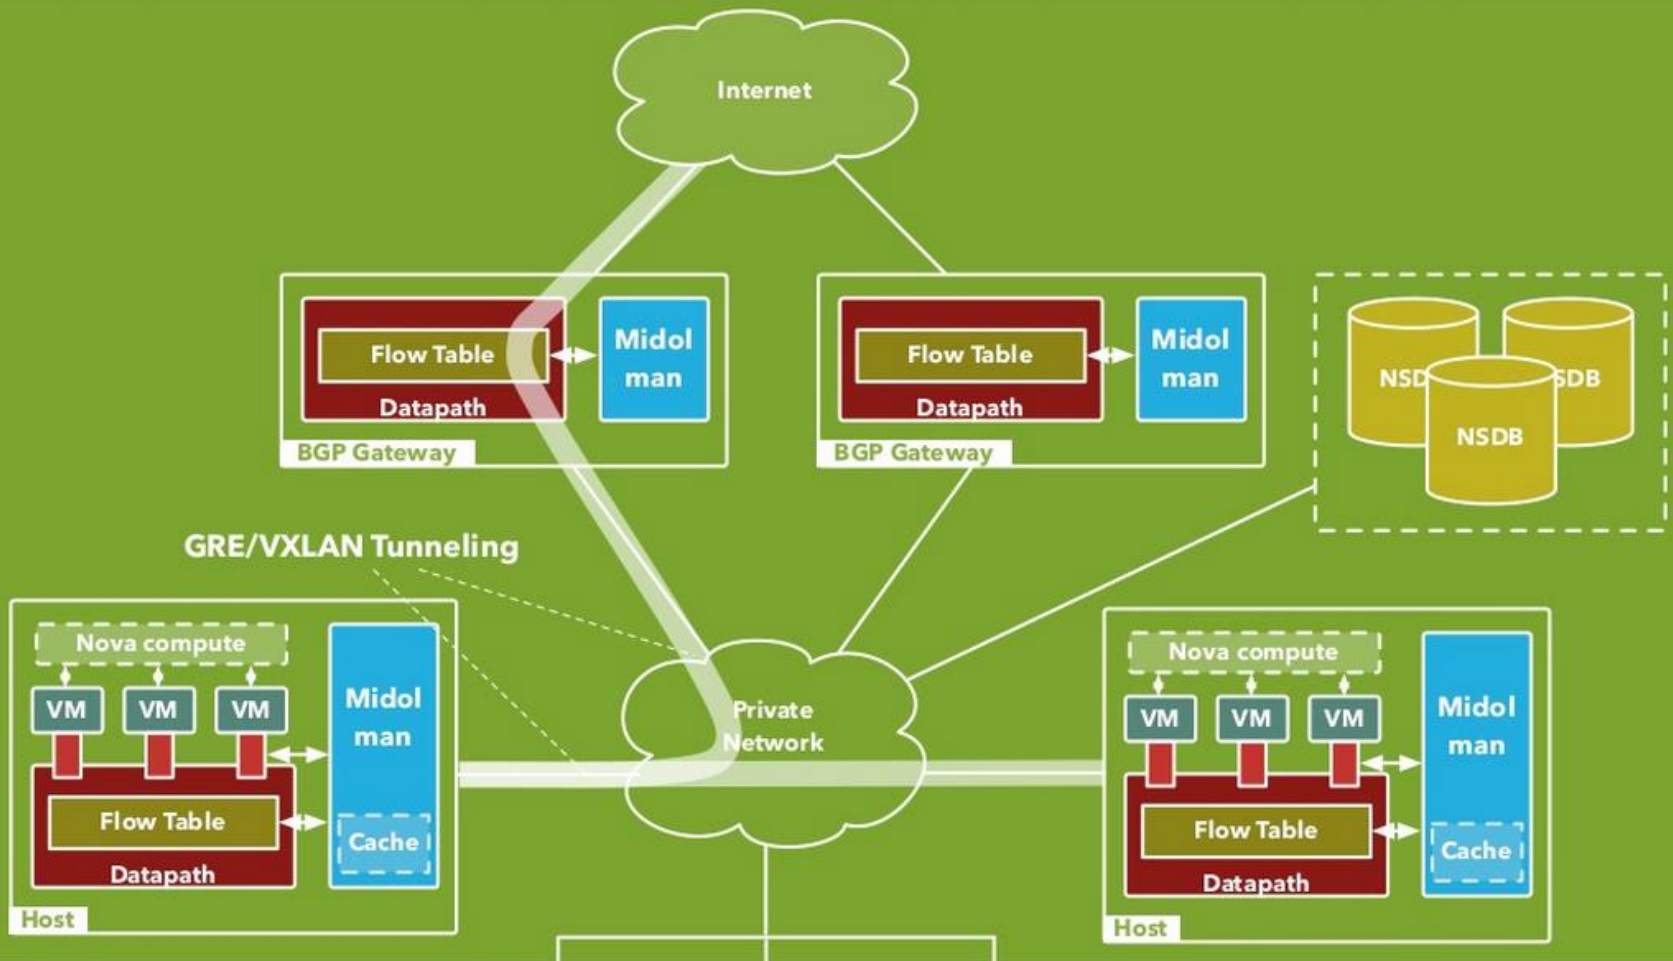 Internet
Flow Table
Datapath
Midol
man
BGP Gateway
Flow Table
Datapath
Midol
man
BGP Gateway
NSD
SDB
NSDB
GRE/VXLAN Tunneling
Nova compute
VM
VM
VM
Midol
man
Flow Table
Cache
Datapath
Host
Private
Network
Nova compute
VM
VM
VM
Midol
man
Flow Table
Cache
Datapath
Host